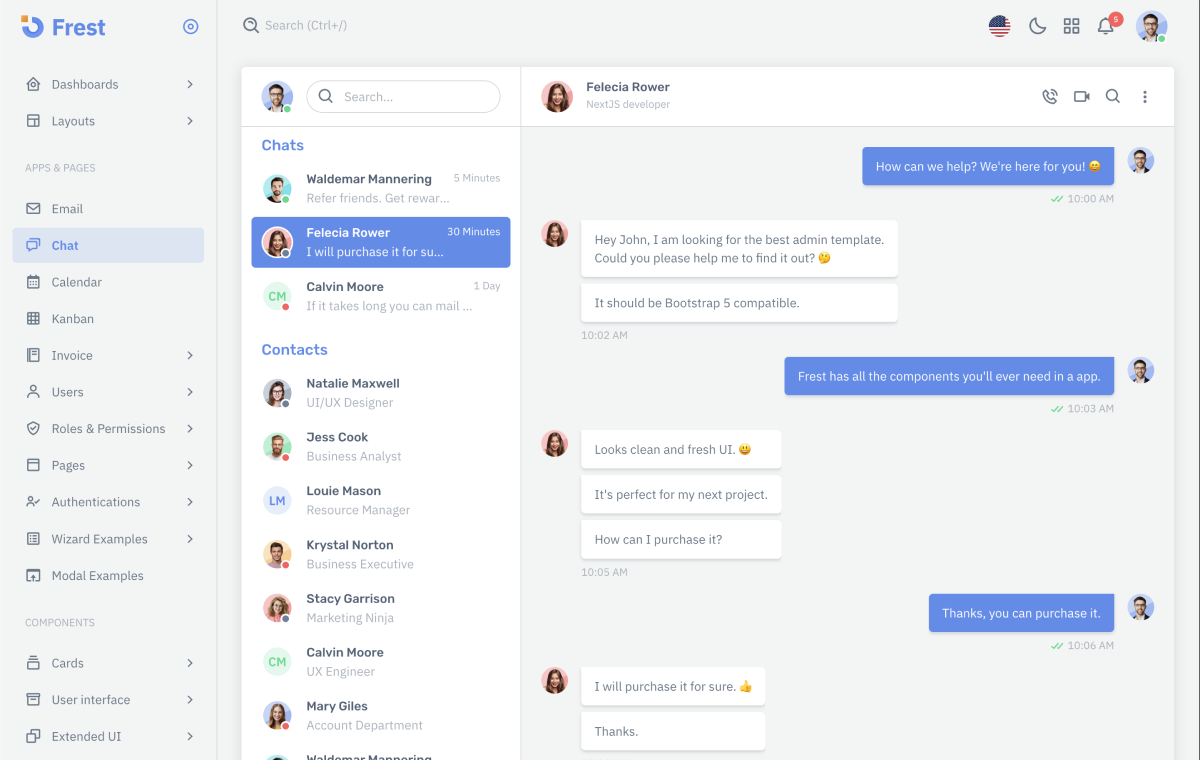 Frest
Dashboards
Layouts
APPS & PAGES
Email
Chat
Calendar
Kanban
Invoice
Users
Roles & Permissions
Pages
Authentications
Wizard Examples
Modal Examples
COMPONENTS
Cards
User interface
Extended UI
Search (Ctrl+/)
5
Search...
Chats
Waldemar Mannering
5 Minutes
Refer friends. Get rewar...
Felecia Rower
30 Minutes
I will purchase it for su...
CM
Calvin Moore
1 Day
If it takes long you can mail ...
Contacts
Natalie Maxwell
UI/UX Designer
Jess Cook
Business Analyst
LM
Louie Mason
Resource Manager
Krystal Norton
Business Executive
Stacy Garrison
Marketing Ninja
CM
Calvin Moore
UX Engineer
Mary Giles
Account Department
Waldemar Mannering
Felecia Rower
NextJS developer
How can we help? We're here for you! 😄
10:00 AM
Hey John, I am looking for the best admin template.
Could you please help me to find it out? 🤔
It should be Bootstrap 5 compatible.
10:02 AM
Frest has all the components you'll ever need in a app.
10:03 AM
Looks clean and fresh UI. 😃
It's perfect for my next project.
How can I purchase it?
10:05 AM
Thanks, you can purchase it.
10:06 AM
I will purchase it for sure. 👍
Thanks.